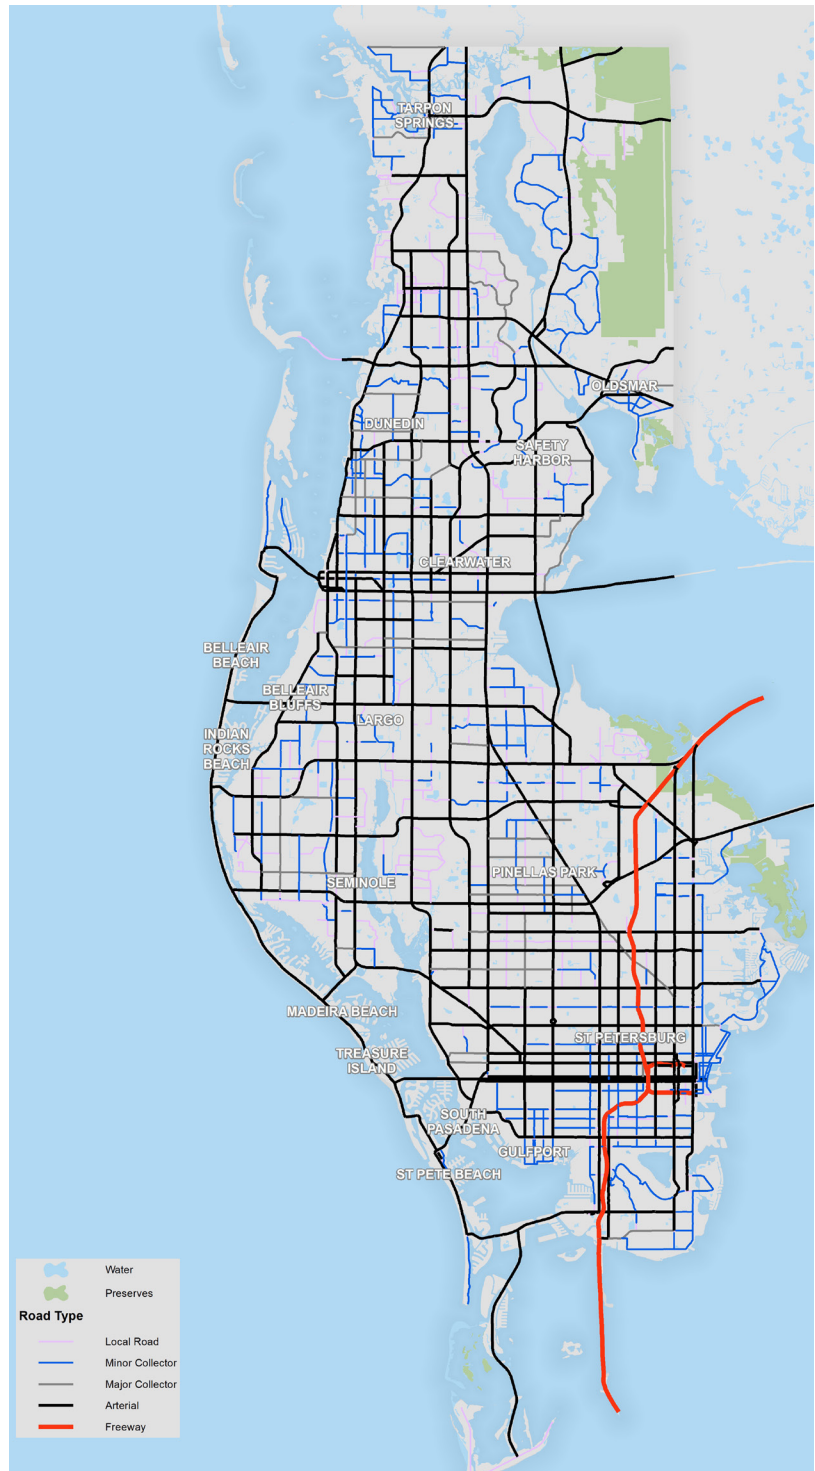 TARPON
SPRINGS
OLDSMAR
DUNEDIN
SAFETY
HARBOR
CLEARWATER
BELLEAIR
BEACH
BELLEAIR
BLUFFS
LARGO
INDIAN
ROCKS
BEACH
PINELLAS PARK
SEMINOLE
MADEIRA BEACH
ST PETERSBURG
TREASURE
ISLAND
SOUTH
PASADENA
GULFPORT
ST PETE BEACH
Water
Preserves
Road Type
Local Road
Minor Collector
Major Collector
Arterial
Freeway